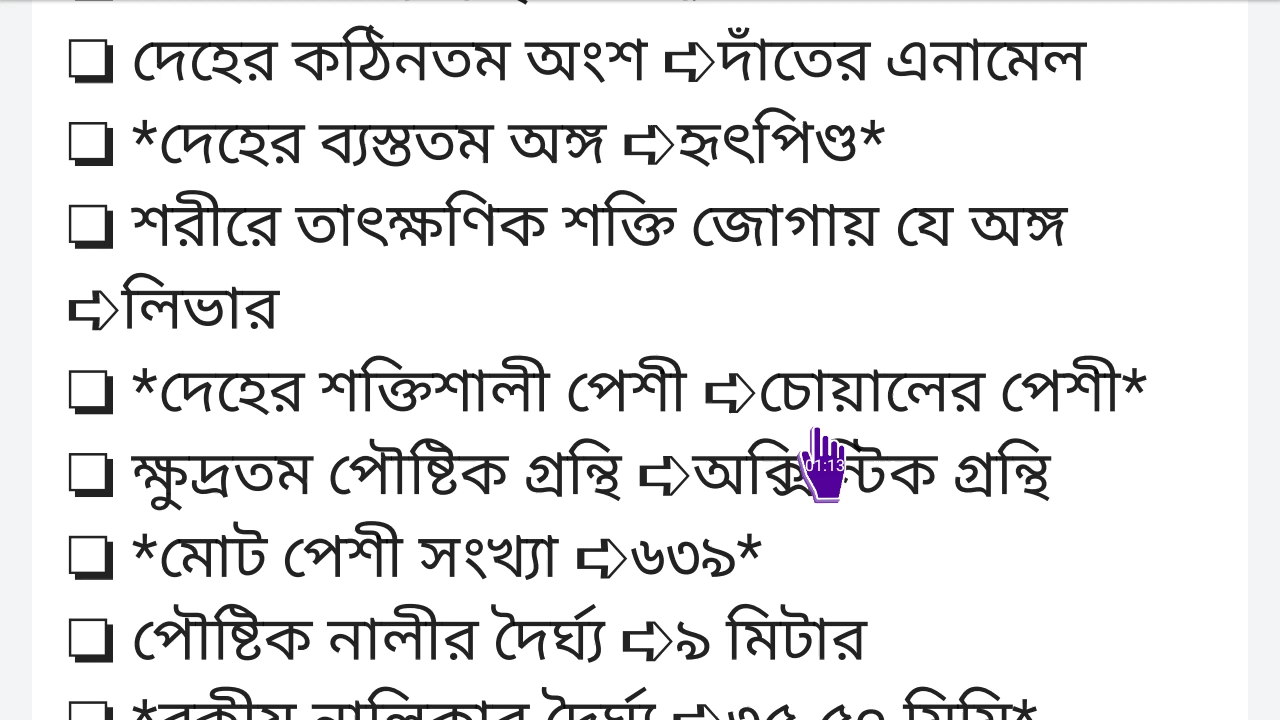 ❏ দেহের কঠিনতম অংশ ➪দাঁতের এনামেল
❏ *দেহের ব্যস্ততম অঙ্গ ➪হৃৎপিণ্ড*
❏ শরীরে তাৎক্ষণিক শক্তি জোগায় যে অঙ্গ
➪লিভার
❏ *দেহের শক্তিশালী পেশী ➪চোয়ালের পেশী*
❏ ক্ষুদ্রতম পৌষ্টিক গ্রন্থি ➪ গ্রন্থি
01:13
❏ *মোট পেশী সংখ্যা ➪৬৩৯*
❏ পৌষ্টিক নালীর দৈর্ঘ্য ➪৯ মিটার